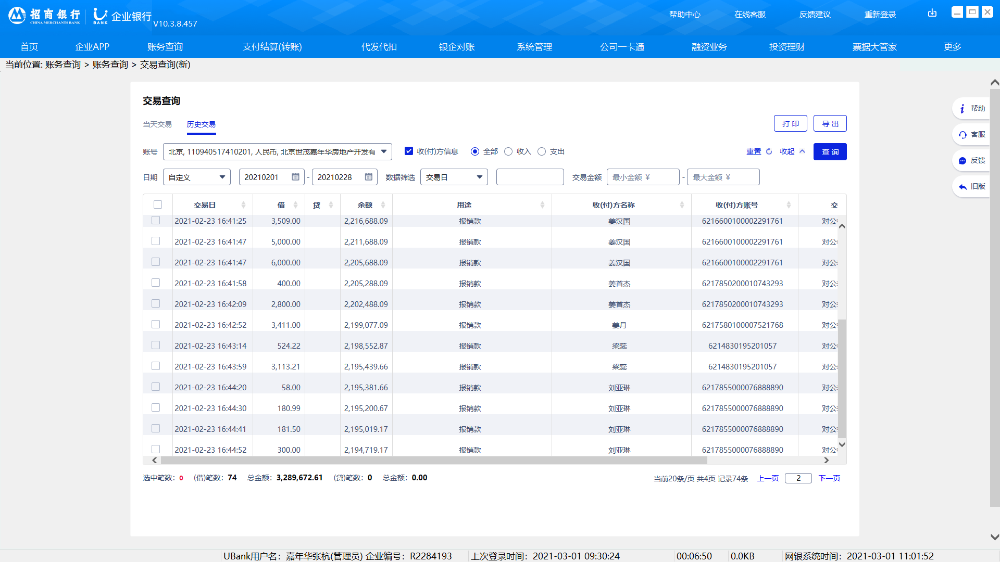 招商银行 CHINA MERCHANTS BANK U BANK 企业银行 V10.3.8.457 帮助中心 在线客服 反馈建议 重新登录
首页 企业APP 账务查询 支付结算(转账) 代发代扣 银企对账 系统管理 公司一卡通 融资业务 投资理财 票据大管家 更多
当前位置: 账务查询 > 账务查询 > 交易查询(新)
交易查询
当天交易 历史交易 打 印 导 出
账号 北京, 110940517410201, 人民币, 北京世茂嘉年华房地产开发有 收(付)方信息 全部 收入 支出 重置 收起 查 询
日期 自定义 20210201 - 20210228 数据筛选 交易日 交易金额 最小金额 ¥ - 最大金额 ¥
交易日 借 贷 余额 用途 收(付)方名称 收(付)方账号 交
2021-02-23 16:41:25 3,509.00 2,216,688.09 报销款 姜汉国 6216600100002291761 对公
2021-02-23 16:41:47 5,000.00 2,211,688.09 报销款 姜汉国 6216600100002291761 对公
2021-02-23 16:41:47 6,000.00 2,205,688.09 报销款 姜汉国 6216600100002291761 对公
2021-02-23 16:41:58 400.00 2,205,288.09 报销款 姜首杰 6217850200010743293 对公
2021-02-23 16:42:09 2,800.00 2,202,488.09 报销款 姜首杰 6217850200010743293 对公
2021-02-23 16:42:52 3,411.00 2,199,077.09 报销款 姜月 6217580100007521768 对公
2021-02-23 16:43:14 524.22 2,198,552.87 报销款 梁蕊 6214830195201057 对公
2021-02-23 16:43:59 3,113.21 2,195,439.66 报销款 梁蕊 6214830195201057 对公
2021-02-23 16:44:20 58.00 2,195,381.66 报销款 刘亚琳 6217855000076888890 对公
2021-02-23 16:44:30 180.99 2,195,200.67 报销款 刘亚琳 6217855000076888890 对公
2021-02-23 16:44:41 181.50 2,195,019.17 报销款 刘亚琳 6217855000076888890 对公
2021-02-23 16:44:52 300.00 2,194,719.17 报销款 刘亚琳 6217855000076888890 对公
选中笔数: 0 (借)笔数: 74 总金额: 3,289,672.61 (贷)笔数: 0 总金额: 0.00 当前20条/页 共4页 记录74条 上一页 2 下一页
帮助
客服
反馈
旧版
UBank用户名: 嘉年华张杭(管理员) 企业编号: R2284193 上次登录时间: 2021-03-01 09:30:24 00:06:50 0.0KB 网银系统时间: 2021-03-01 11:01:52